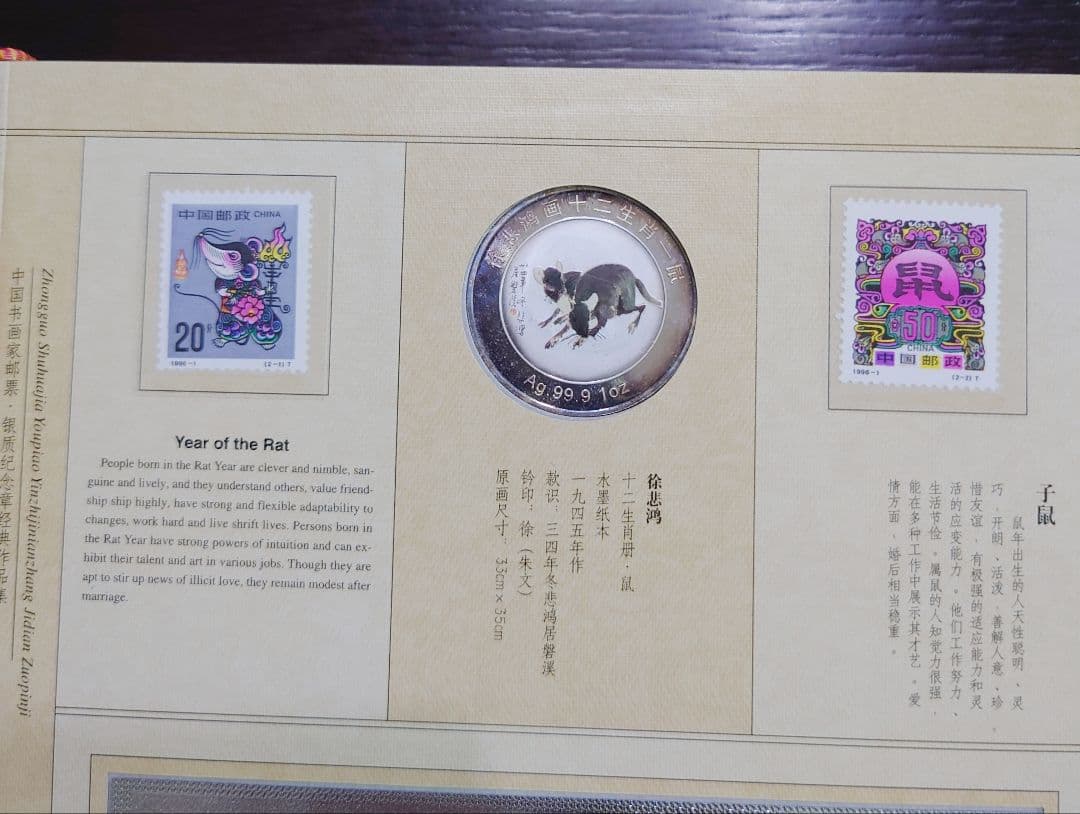 Zhongguo Shuhuajia Youpiao Yinzhijinianzhang Jidian Zuopinji
中国书画家邮票·银质纪念章经典作品集
中国邮政 CHINA
20分
1996-1
(2-1) T
Year of the Rat
People born in the Rat Year are clever and nimble, san-
guine and lively, and they understand others, value friend-
ship ship highly, have strong and flexible adaptability to
changes, work hard and live shrift lives. Persons born in
the Rat Year have strong powers of intuition and can ex-
hibit their talent and art in various jobs. Though they are
apt to stir up news of illicit love, they remain modest after
marriage.
徐悲鸿画十二生肖—鼠
Ag.99.9 1oz
徐悲鸿
十二生肖册·鼠
水墨纸本
一九四五年作
款识：三四年冬悲鸿居磐溪
钤印：徐（朱文）
原画尺寸：35cm×35cm
鼠
50分
CHINA
中国邮政
1996-1
(2-2) T
子鼠
鼠年出生的人天性聪明、灵
巧，开朗、活泼，善解人意、珍
惜友谊，有极强的适应能力和灵
活的应变能力。他们工作努力、
生活节俭。属鼠的人知觉力很强，
能在多种工作中展示其才艺。爱
情方面，婚后相当稳重。